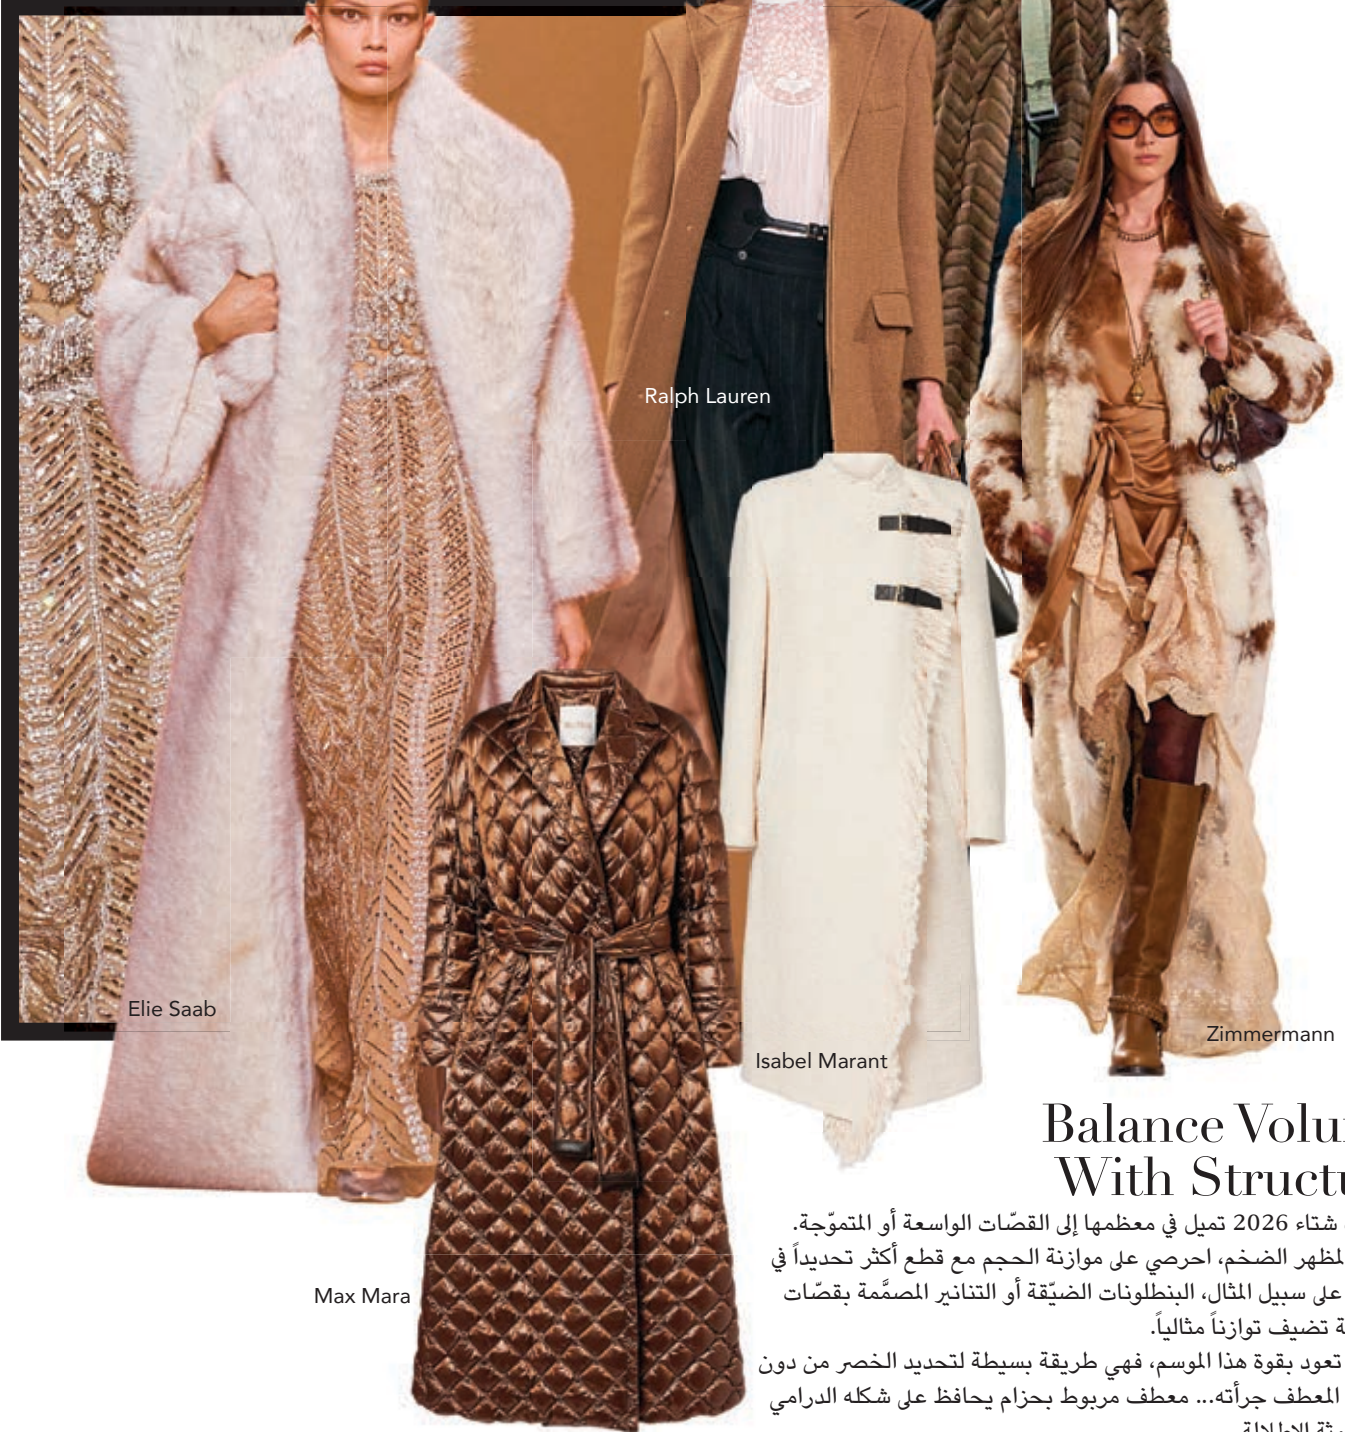 Ralph Lauren
Elie Saab
Zimmermann
Isabel Marant
Max Mara
Balance
With
شتاء 2026 تميل في معظمها إلى القصّات الواسعة أو المتموّجة.
الضخم، احرصي على موازنة الحجم مع قطع أكثر تحديداً في
على سبيل المثال، البنطلونات الضيّقة أو التنانير المصمَّمة بقصّات
تضيف توازناً مثالياً.
تعود بقوة هذا الموسم، فهي طريقة بسيطة لتحديد الخصر من دون
المعطف جرأته... معطف مربوط بحزام يحافظ على شكله الدرامي